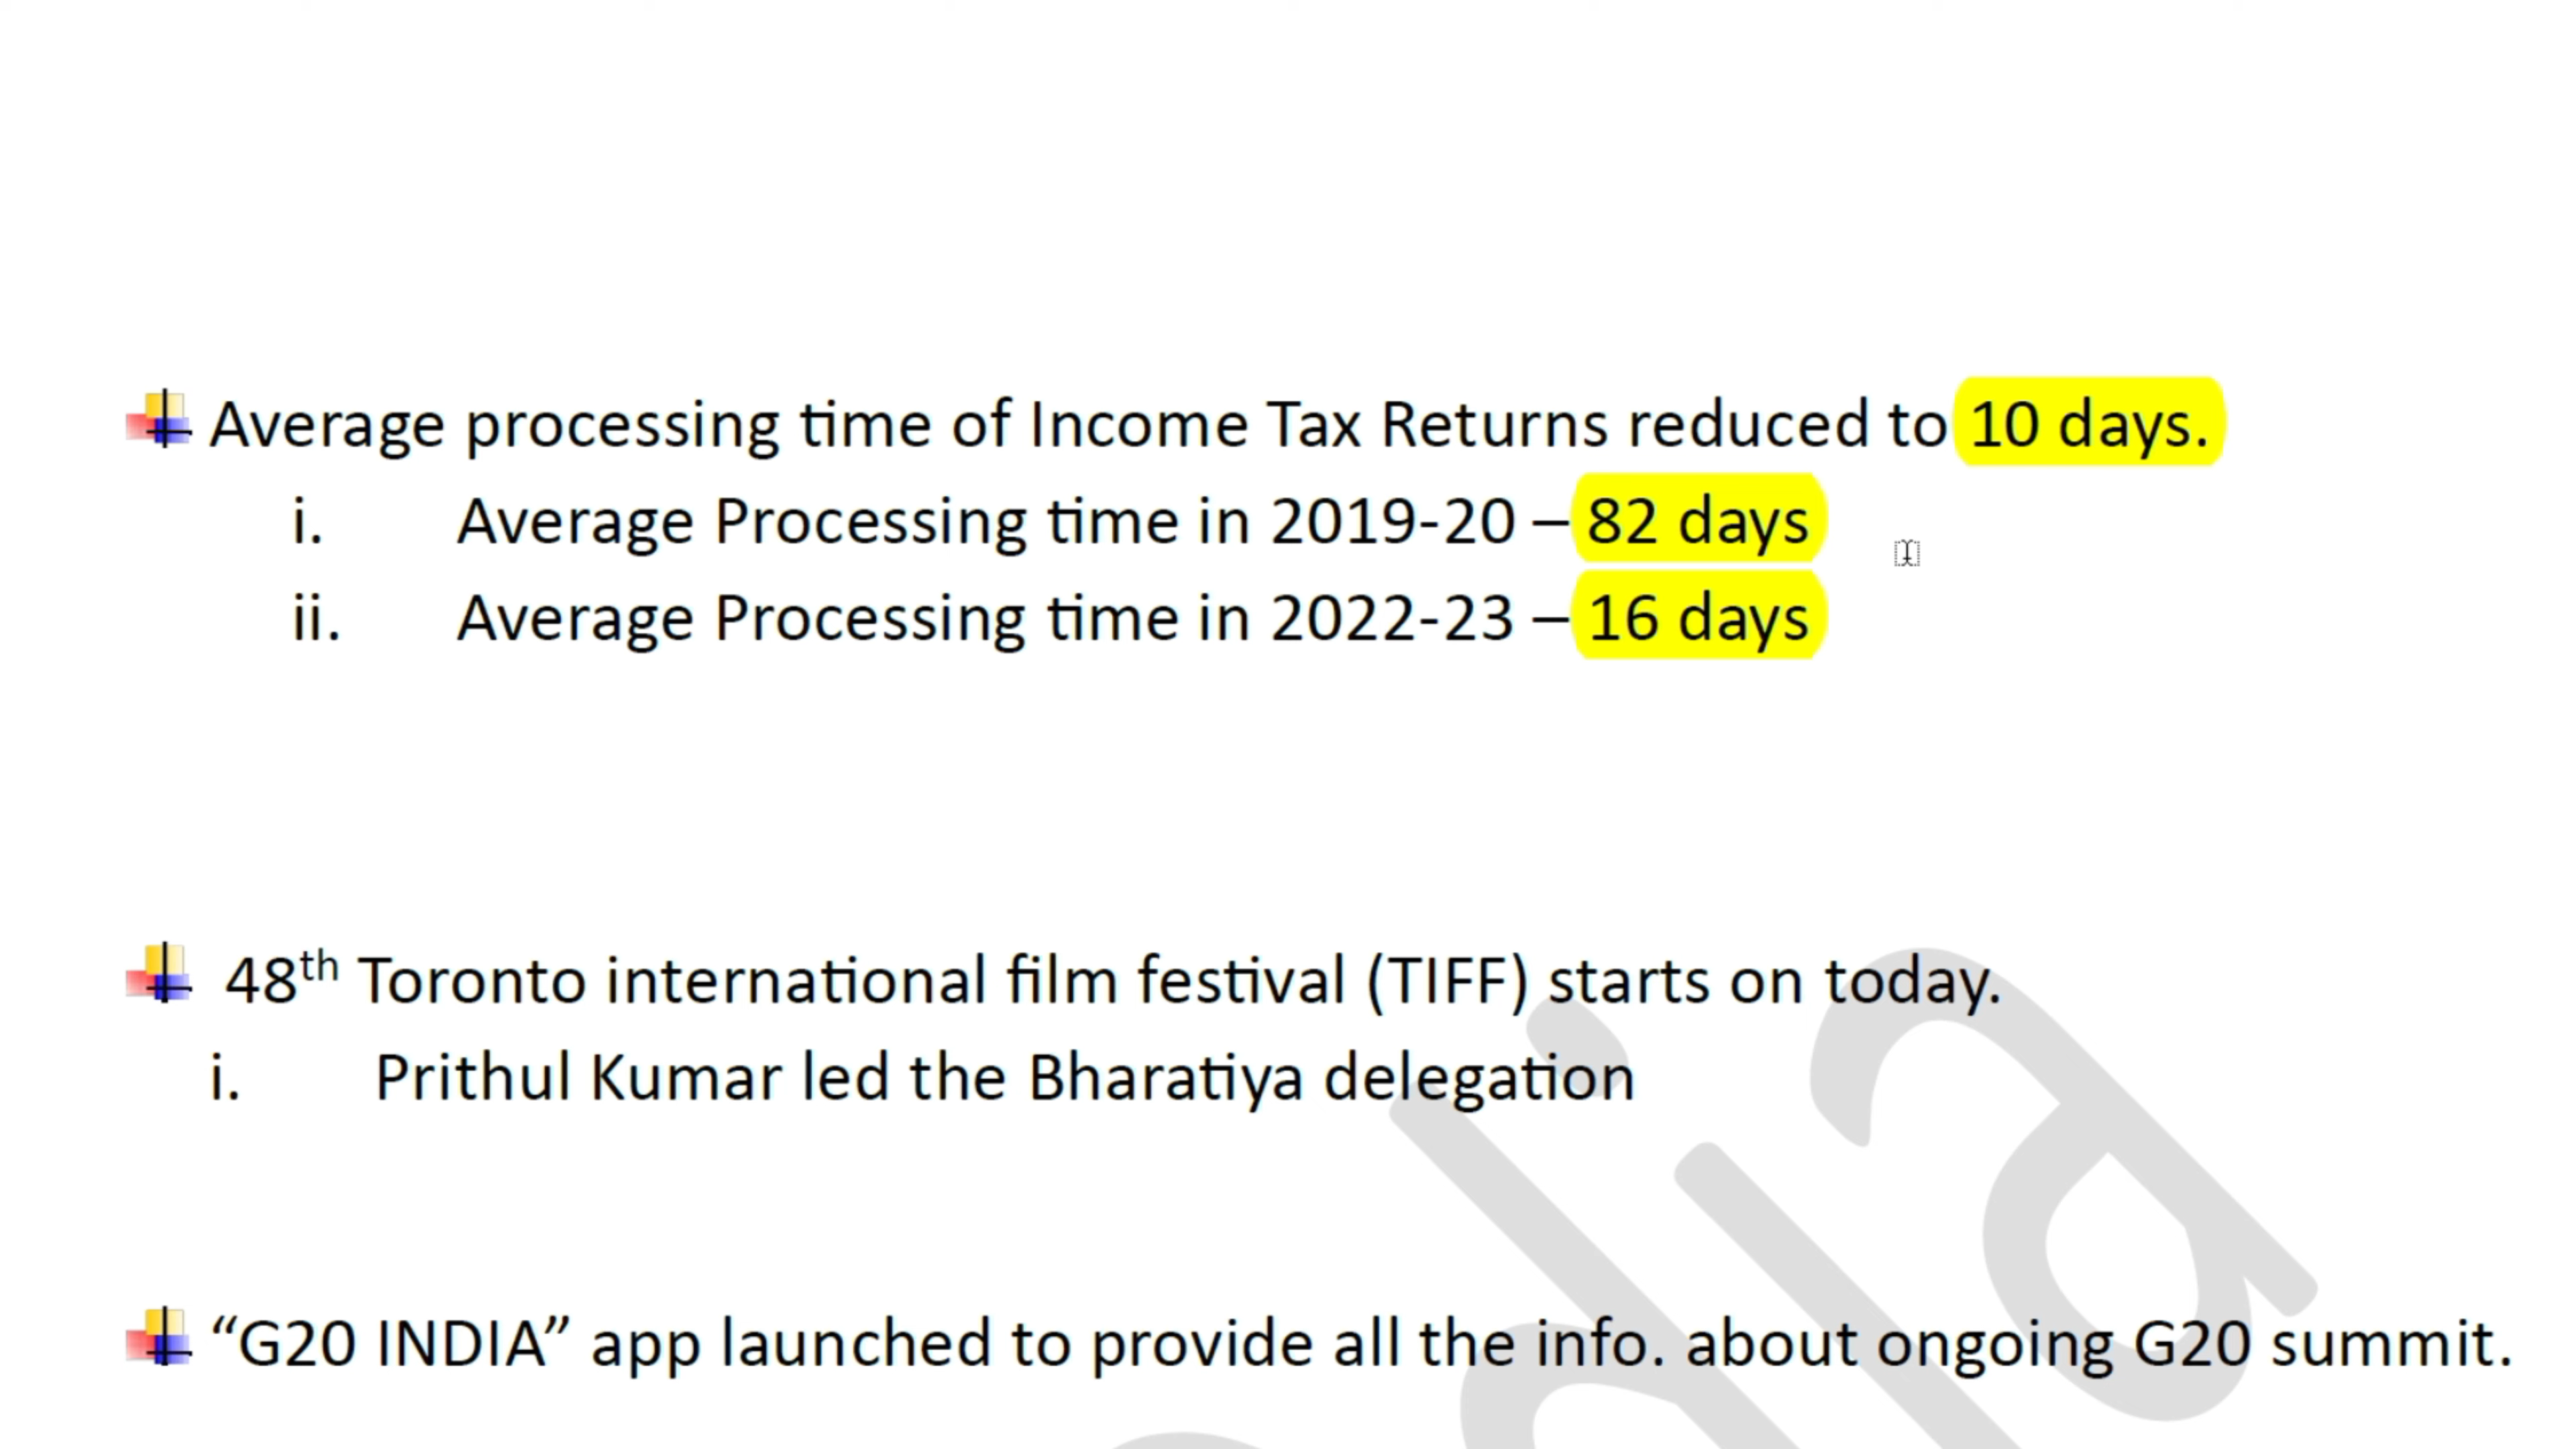 Average processing time of Income Tax Returns reduced to 10 days.
i. Average Processing time in 2019-20 – 82 days
ii. Average Processing time in 2022-23 – 16 days
48th Toronto international film festival (TIFF) starts on today.
i. Prithul Kumar led the Bharatiya delegation
“G20 INDIA” app launched to provide all the info. about ongoing G20 summit.